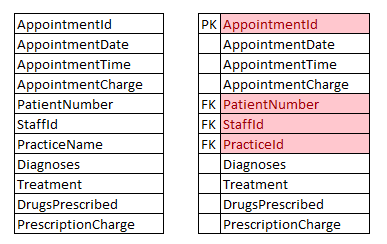 AppointmentId
AppointmentDate
AppointmentTime
AppointmentCharge
PatientNumber
StaffId
PracticeName
Diagnoses
Treatment
DrugsPrescribed
PrescriptionCharge
PK AppointmentId
AppointmentDate
AppointmentTime
AppointmentCharge
FK PatientNumber
FK StaffId
FK PracticeId
Diagnoses
Treatment
DrugsPrescribed
PrescriptionCharge